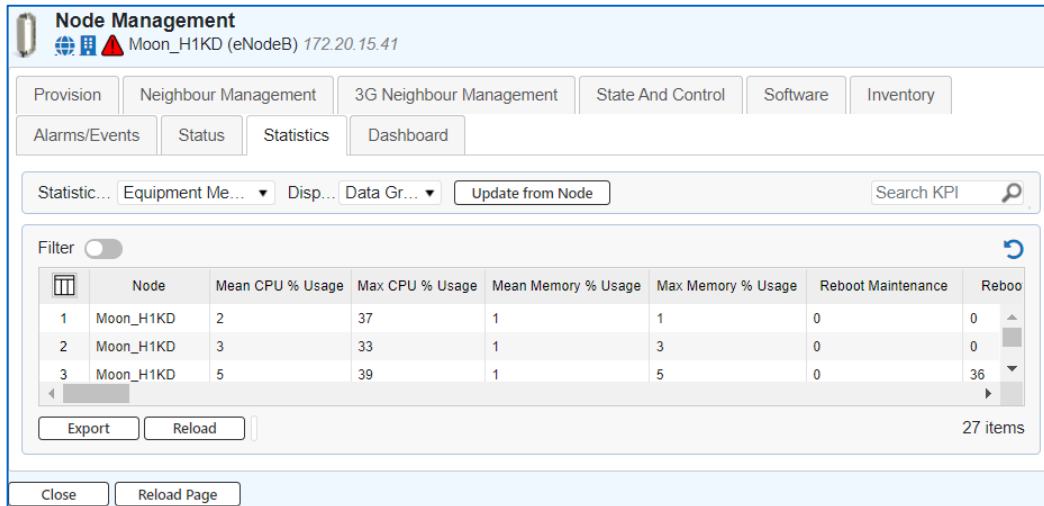 Node Management
Moon_H1KD (eNodeB) 172.20.15.41
Provision Neighbour Management 3G Neighbour Management State And Control Software Inventory
Alarms/Events Status Statistics Dashboard
Statistic... Equipment Me... Disp... Data Gr... Update from Node Search KPI
Filter
Node Mean CPU % Usage Max CPU % Usage Mean Memory % Usage Max Memory % Usage Reboot Maintenance Reboo
1 Moon_H1KD 2 37 1 1 0 0
2 Moon_H1KD 3 33 1 3 0 0
3 Moon_H1KD 5 39 1 5 0 36
Export Reload 27 items
Close Reload Page